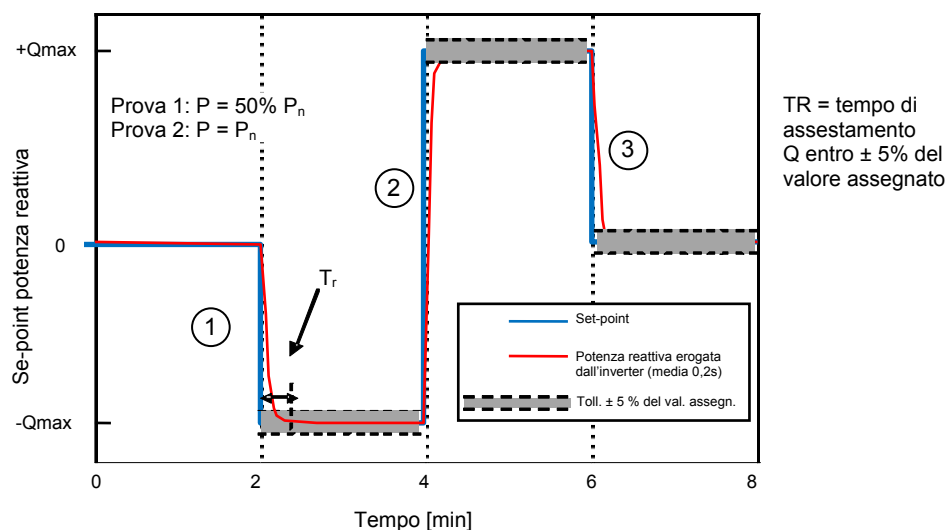 +Qmax
Prova 1: P = 50% Pn
Prova 2: P = Pn
TR = tempo di
assestamento
Q entro ± 5% del
valore assegnato
Se-point potenza reattiva
0
-Qmax
1
2
3
Tr
Set-point
Potenza reattiva erogata
dall'inverter (media 0,2s)
Toll. ± 5 % del val. assegn.
0
2
4
6
8
Tempo [min]